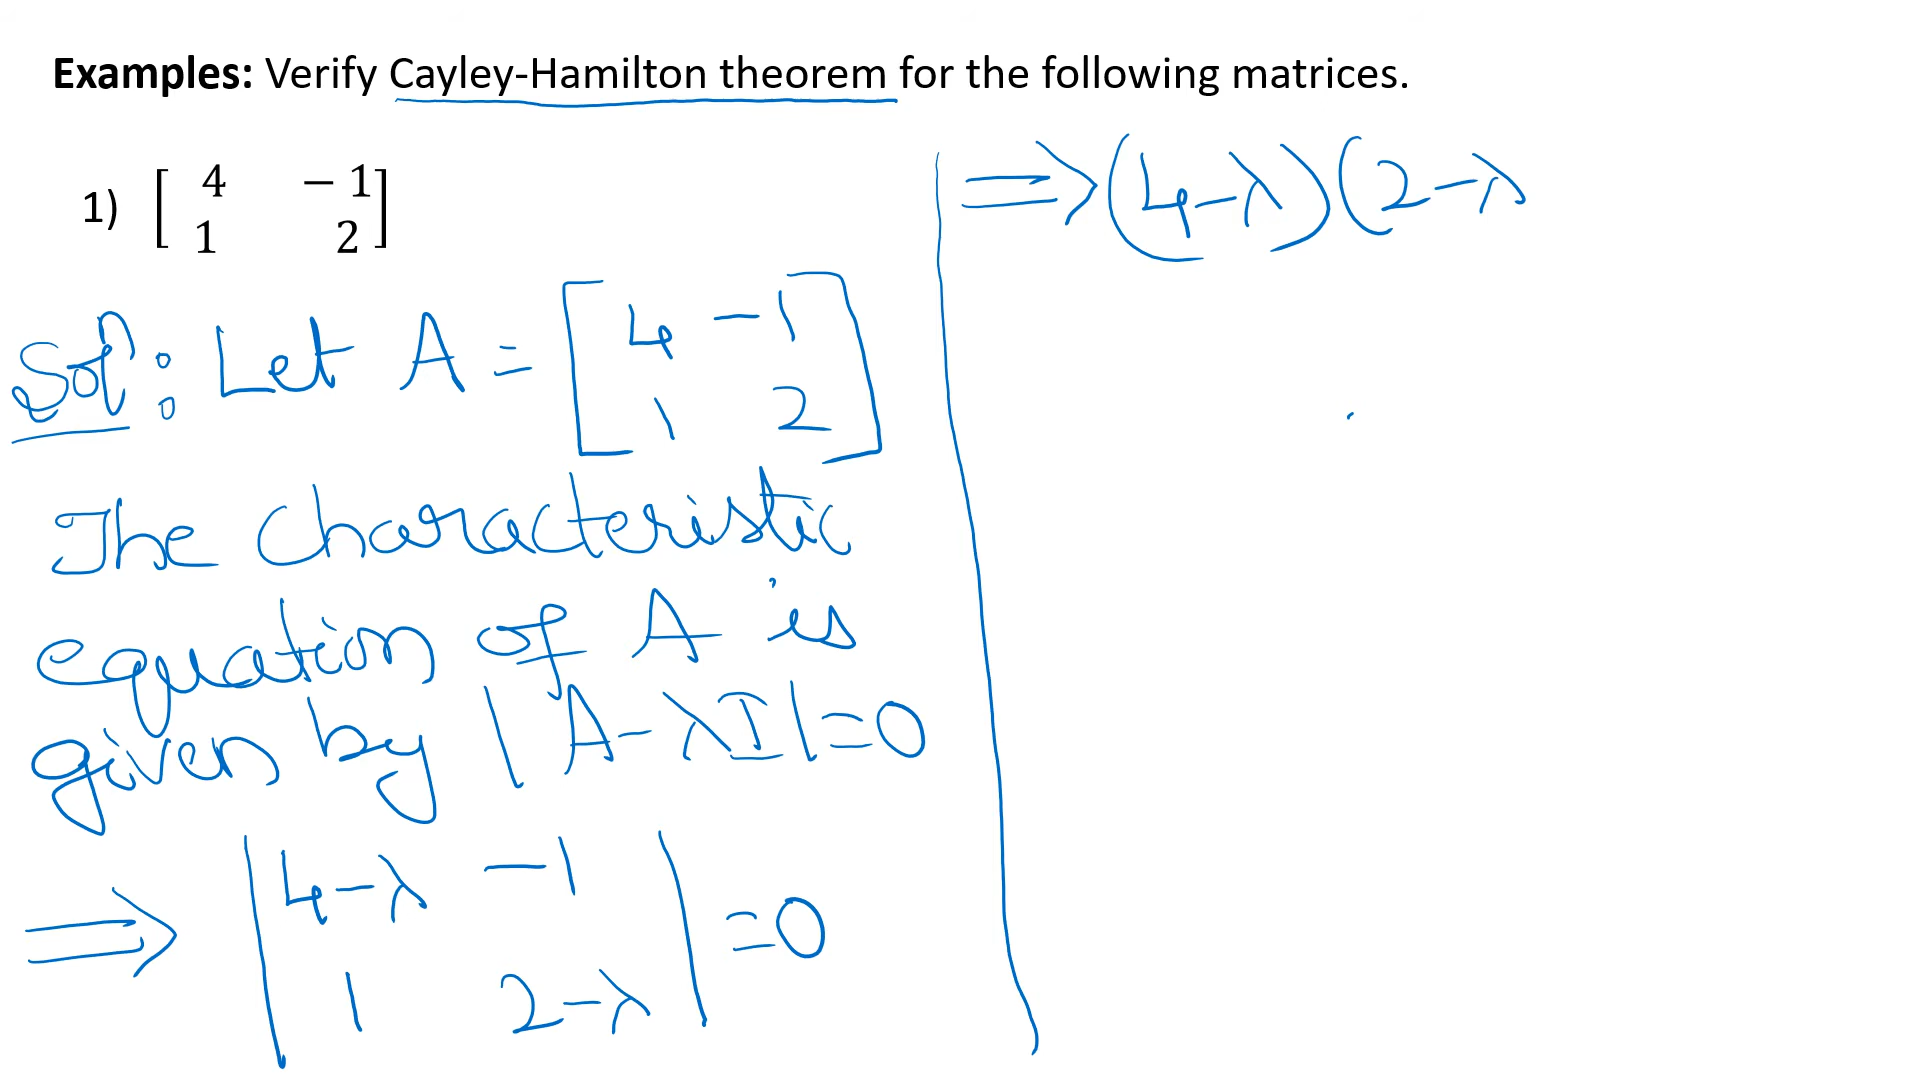 Examples: Verify Cayley-Hamilton theorem for the following matrices.
1) [ 4 − 1
1 2 ]
Solⁿ: Let A = [ 4 −1
1 2 ]
The characteristic
equation of A is
given by |A−λI|=0
⟹ | 4−λ −1
1 2−λ | =0
⟹(4−λ)(2−λ